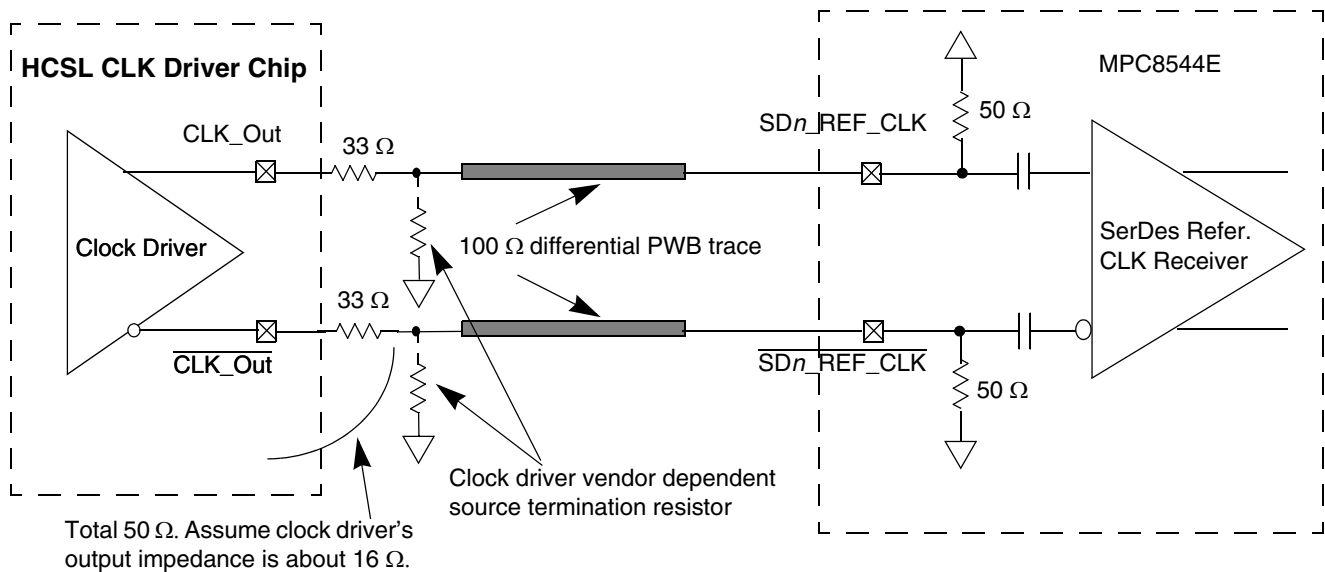 HCSL CLK Driver Chip
MPC8544E
CLK_Out
SDn_REF_CLK
50 Ω
33 Ω
Clock Driver
100 Ω differential PWB trace
SerDes Refer.
CLK Receiver
33 Ω
CLK_Out
SDn_REF_CLK
50 Ω
Clock driver vendor dependent
source termination resistor
Total 50 Ω. Assume clock driver's
output impedance is about 16 Ω.